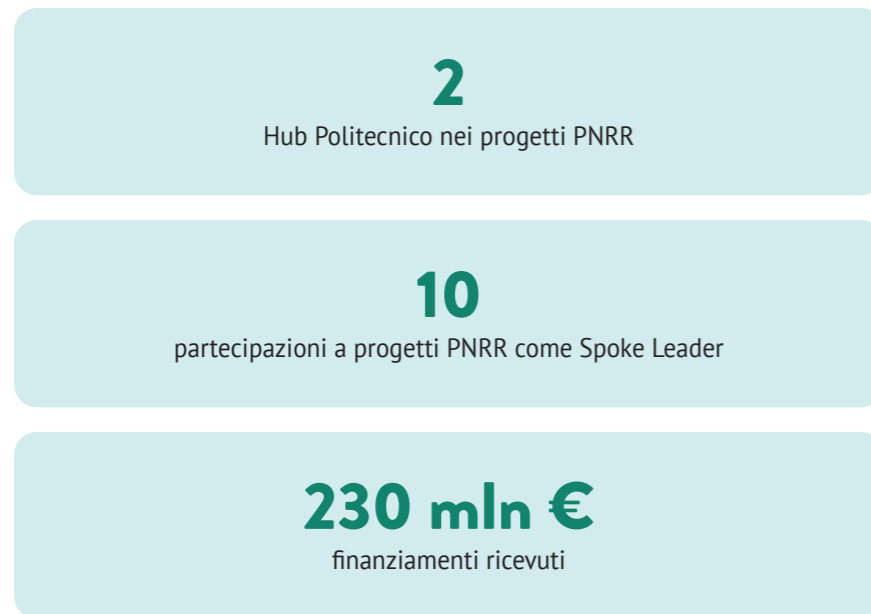 2
Hub Politecnico nei progetti PNRR
10
partecipazioni a progetti PNRR come Spoke Leader
230 mln €
finanziamenti ricevuti